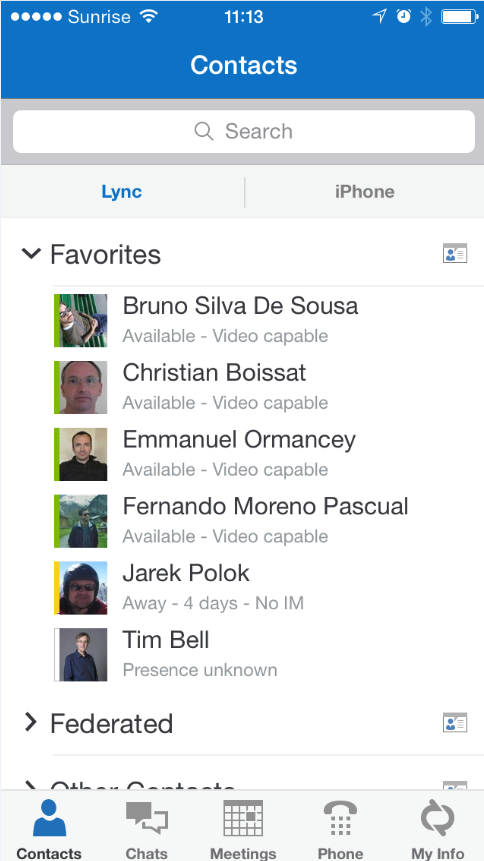 Sunrise 11:13
Contacts
Search
Lync iPhone
Favorites
Bruno Silva De Sousa
Available - Video capable
Christian Boissat
Available - Video capable
Emmanuel Ormancey
Available - Video capable
Fernando Moreno Pascual
Available - Video capable
Jarek Polok
Away - 4 days - No IM
Tim Bell
Presence unknown
Federated
Other Contacts
Contacts Chats Meetings Phone My Info